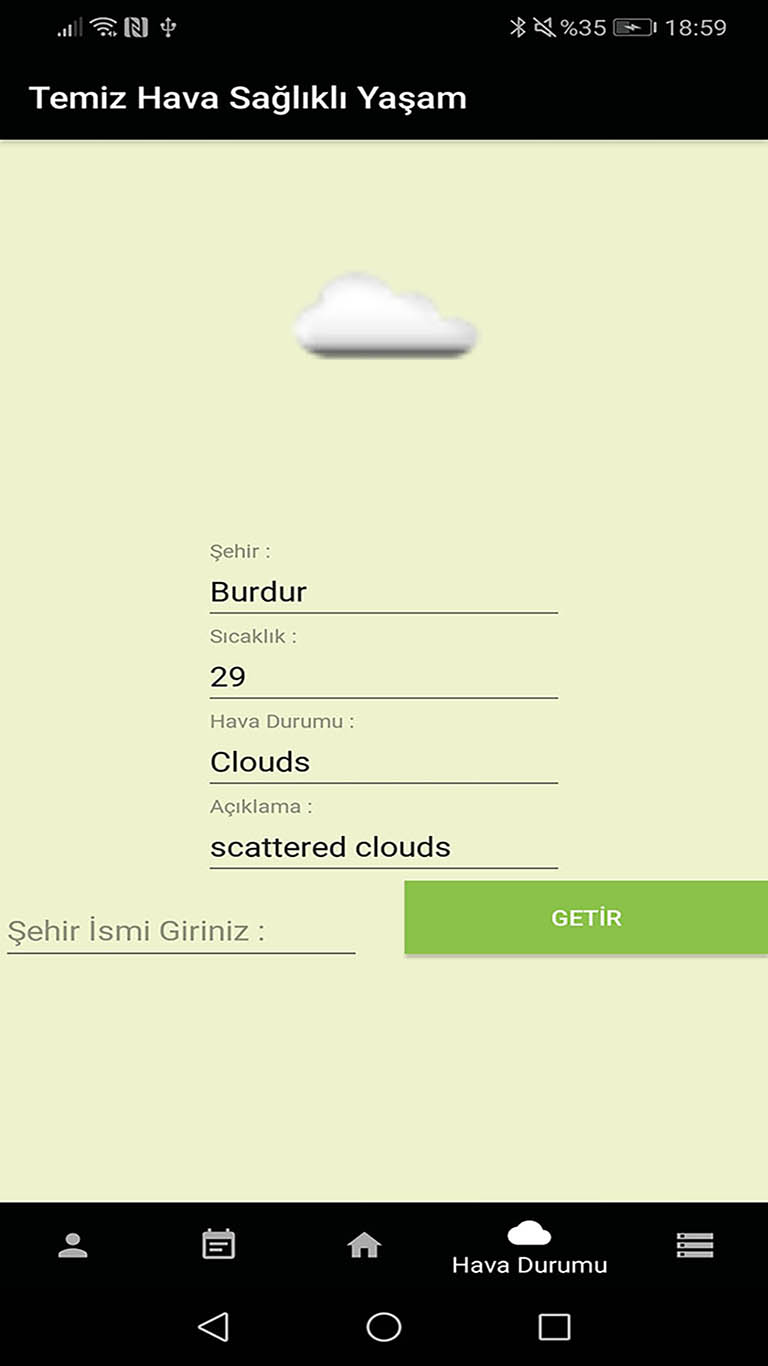 %35 18:59
Temiz Hava Sağlıklı Yaşam
Şehir :
Burdur
Sıcaklık :
29
Hava Durumu :
Clouds
Açıklama :
scattered clouds
Şehir İsmi Giriniz :
GETİR
Hava Durumu